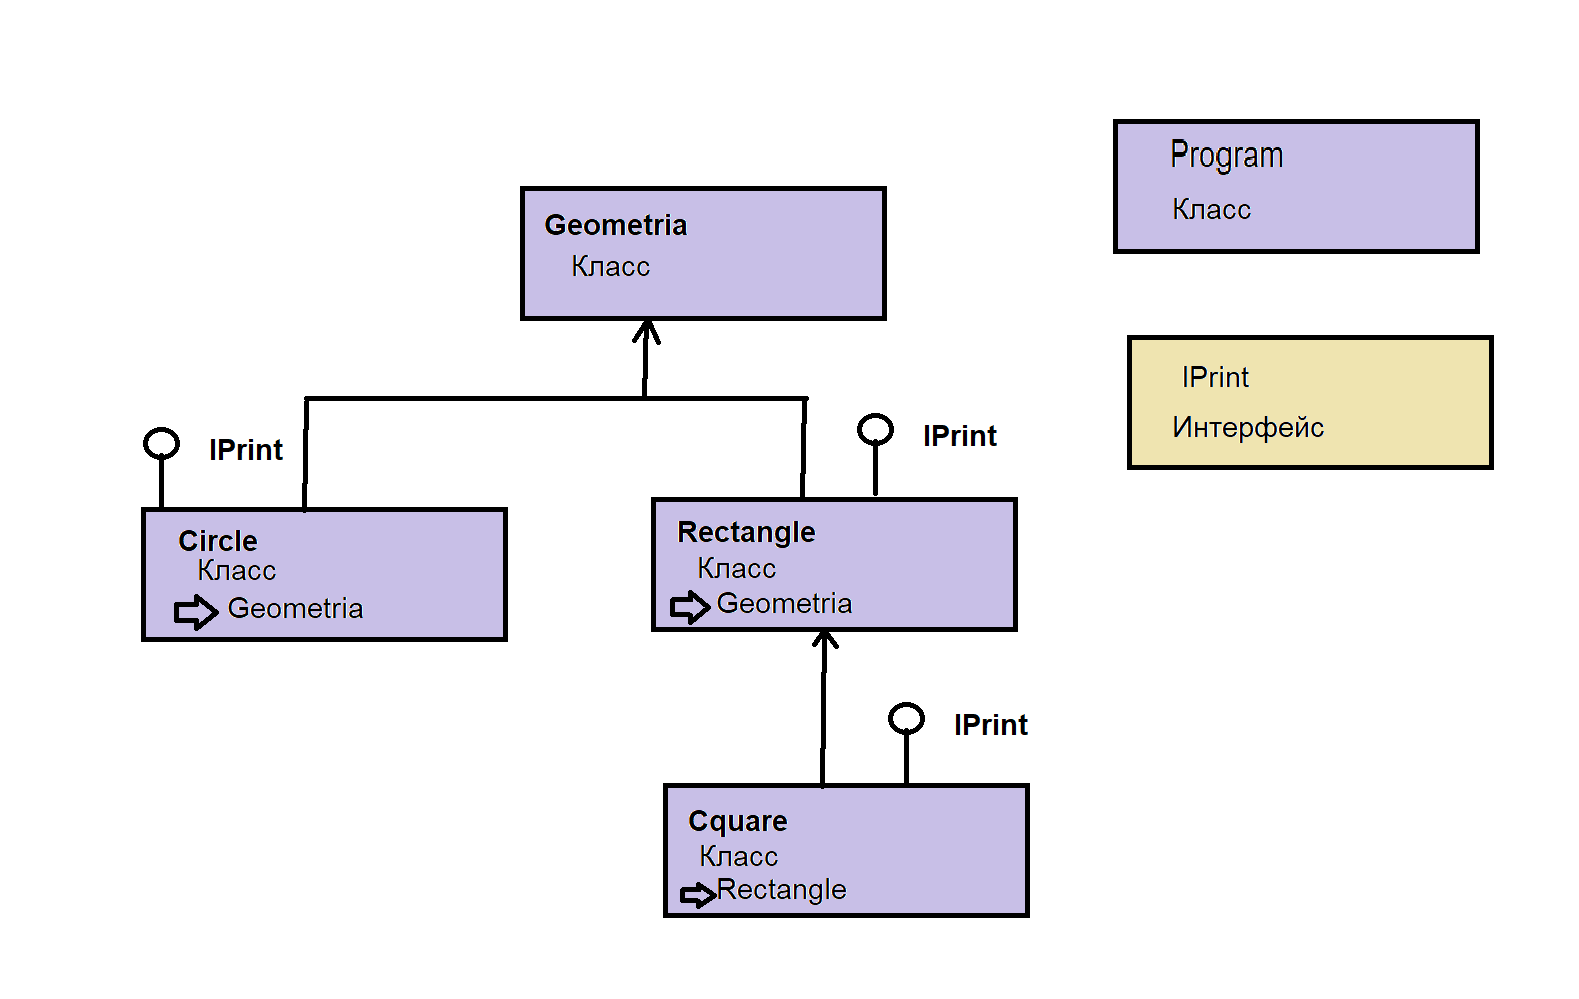 Program
Класс
Geometria
Класс
IPrint
Интерфейс
IPrint
IPrint
Circle
Класс
Geometria
Rectangle
Класс
Geometria
IPrint
Cquare
Класс
Rectangle